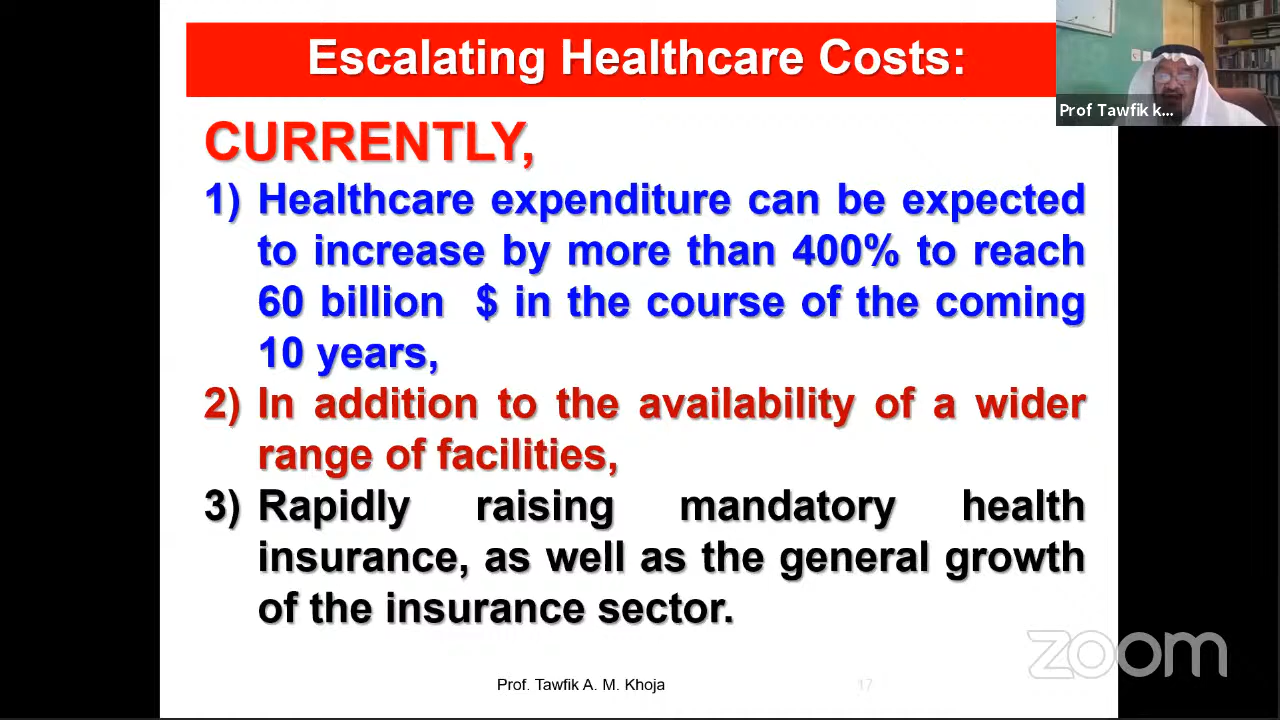 Escalating Healthcare Costs:
Prof Tawfik k...
CURRENTLY,
1) Healthcare expenditure can be expected
to increase by more than 400% to reach
60 billion $ in the course of the coming
10 years,
2) In addition to the availability of a wider
range of facilities,
3) Rapidly raising mandatory health
insurance, as well as the general growth
of the insurance sector.
zoom
Prof. Tawfik A. M. Khoja
17